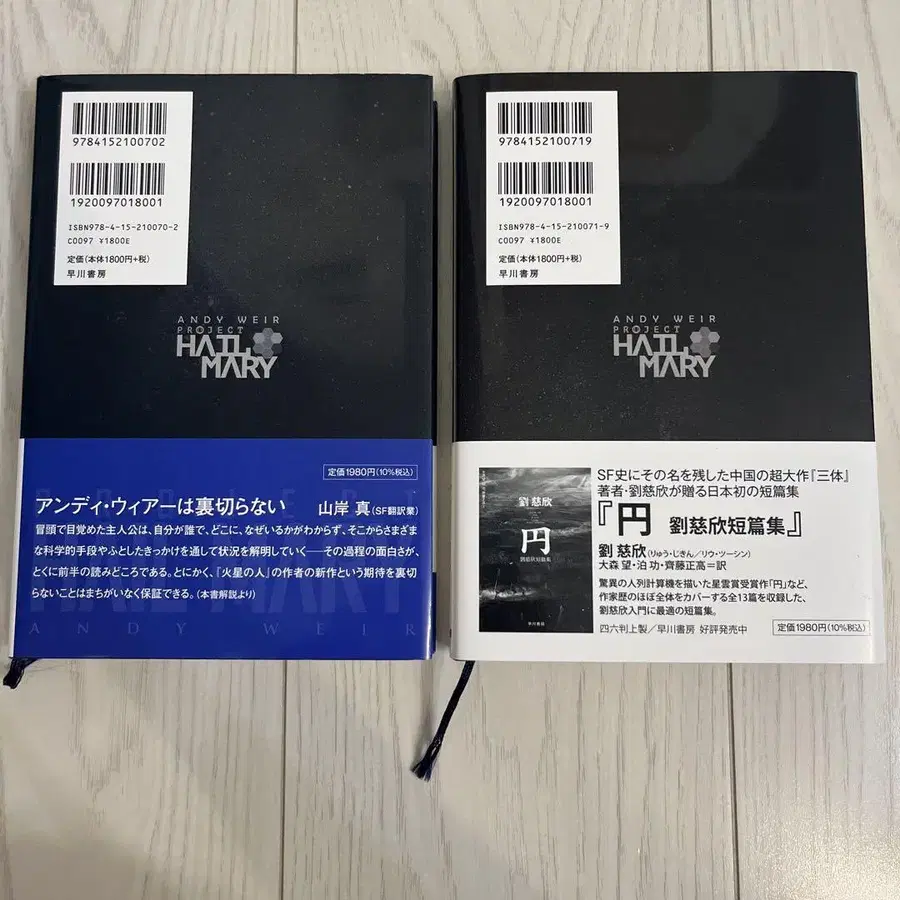 9784152100702
1920097018001
ISBN978-4-15-210070-2
C0097 ¥1800E
定価(本体1800円+税)
早川書房
ANDY WEIR
PROJECT
HAIL
MARY
定価1980円(10%税込)
アンディ・ウィアーは裏切らない 山岸 真(SF翻訳業)
冒頭で目覚めた主人公は、自分が誰で、どこに、なぜいるかがわからず、そこからさまざま
な科学的手段やふとしたきっかけを通して状況を解明していく──その過程の面白さが、
とくに前半の読みどころである。とにかく、『火星の人』の作者の新作という期待を裏切
らないことはまちがいなく保証できる。(本書解説より)
ANDY WEIR
9784152100719
1920097018001
ISBN978-4-15-210071-9
C0097 ¥1800E
定価(本体1800円+税)
早川書房
ANDY WEIR
PROJECT
HAIL
MARY
SF史にその名を残した中国の超大作『三体』
著者・劉慈欣が贈る日本初の短篇集
『円 劉慈欣短篇集』
劉 慈欣(りゅう・じきん/リウ・ツーシン)
大森 望・泊 功・齊藤正高=訳
驚異の人列計算機を描いた星雲賞受賞作「円」など、
作家歴のほぼ全体をカバーする全13篇を収録した、
劉慈欣入門に最適の短篇集。
四六判上製/早川書房 好評発売中
定価1980円(10%税込)
劉慈欣
円
劉慈欣短篇集
早川書房